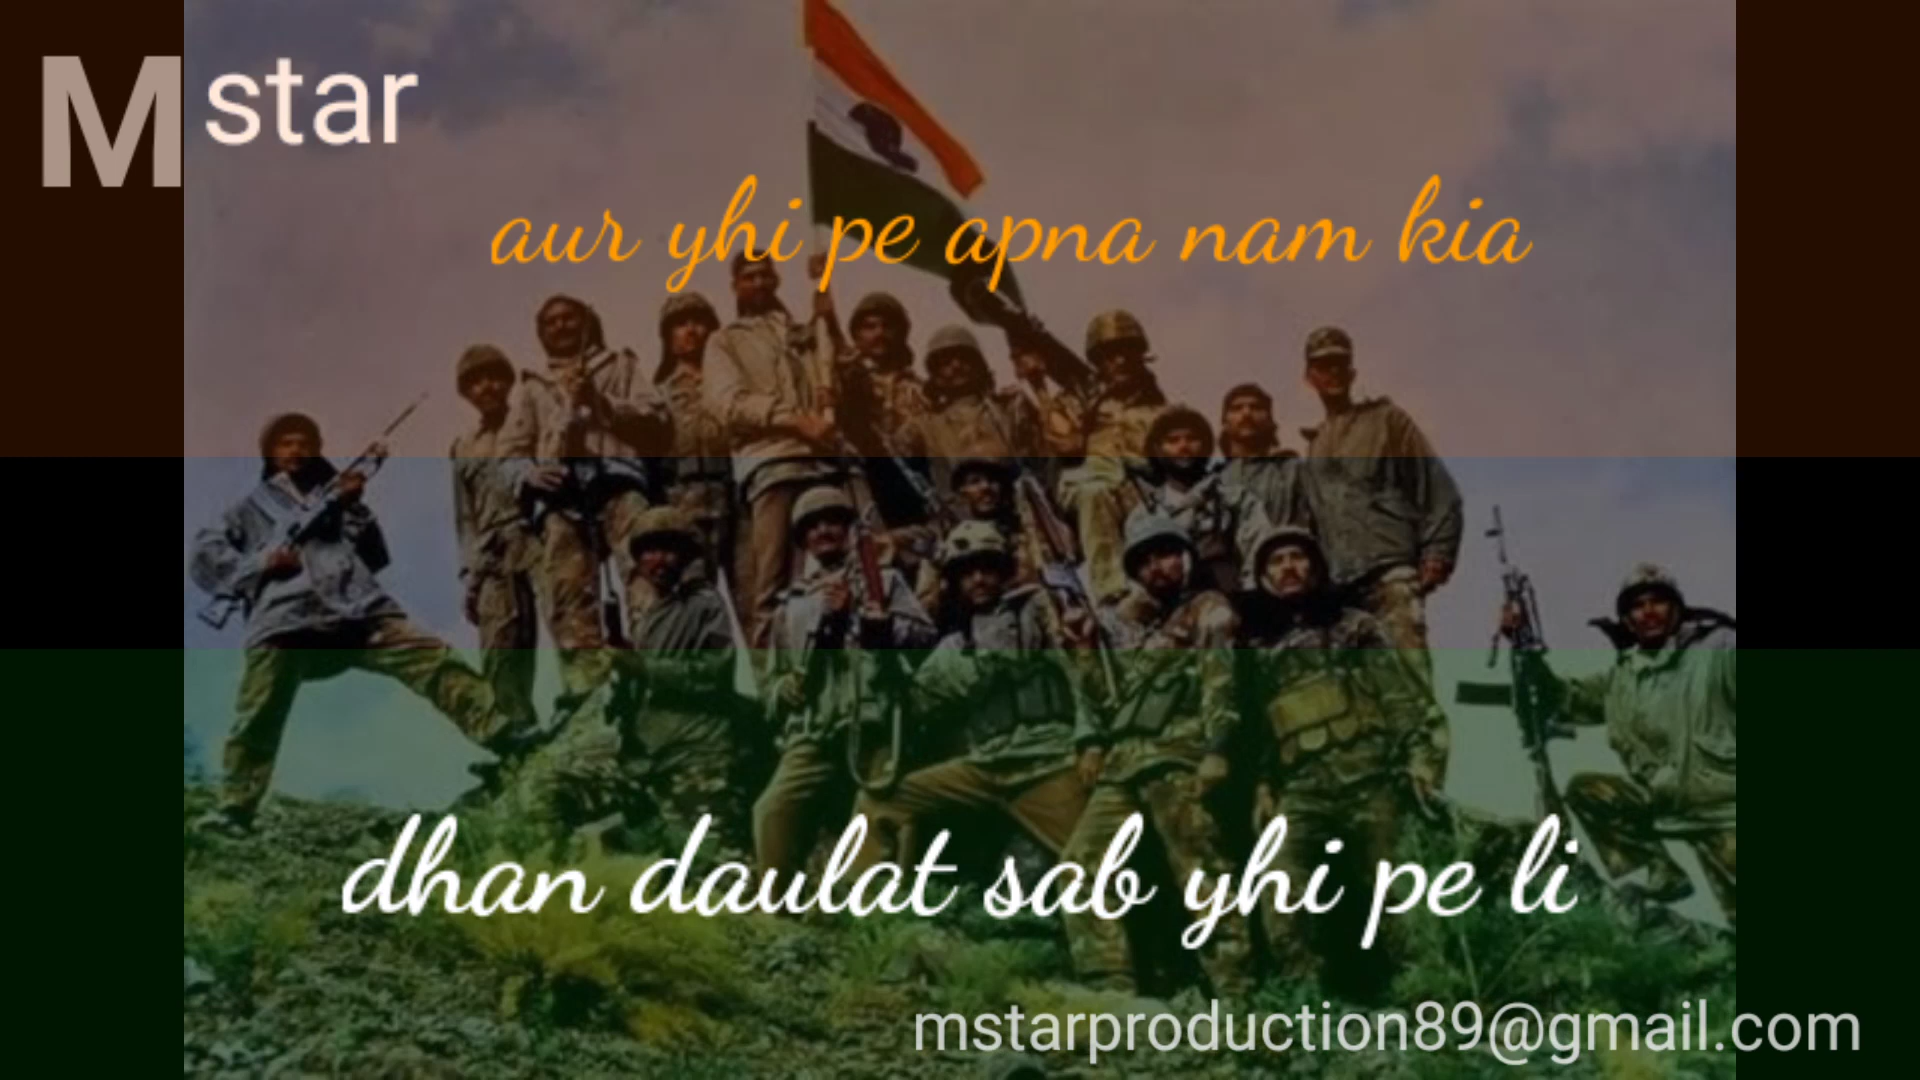 Mstar
aur yhi pe apna nam kia
dhan daulat sab yhi pe li
mstarproduction89@gmail.com